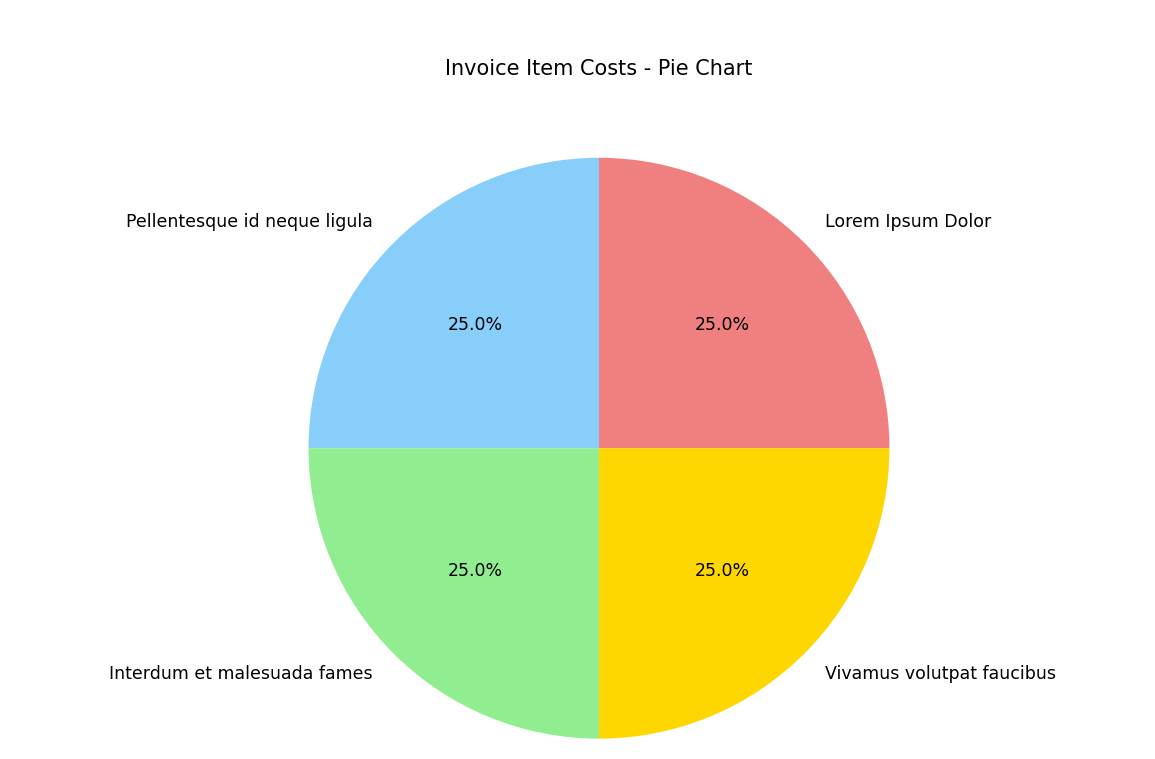 Invoice Item Costs - Pie Chart
Pellentesque id neque ligula
Lorem Ipsum Dolor
25.0%
25.0%
25.0%
25.0%
Interdum et malesuada fames
Vivamus volutpat faucibus